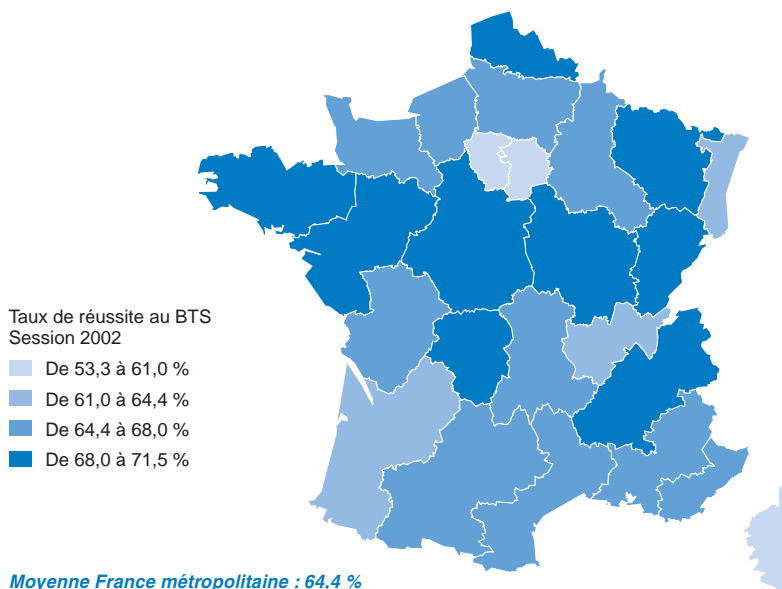 Taux de réussite au BTS
Session 2002
De 53,3 à 61,0 %
De 61,0 à 64,4 %
De 64,4 à 68,0 %
De 68,0 à 71,5 %
Moyenne France métropolitaine : 64,4 %